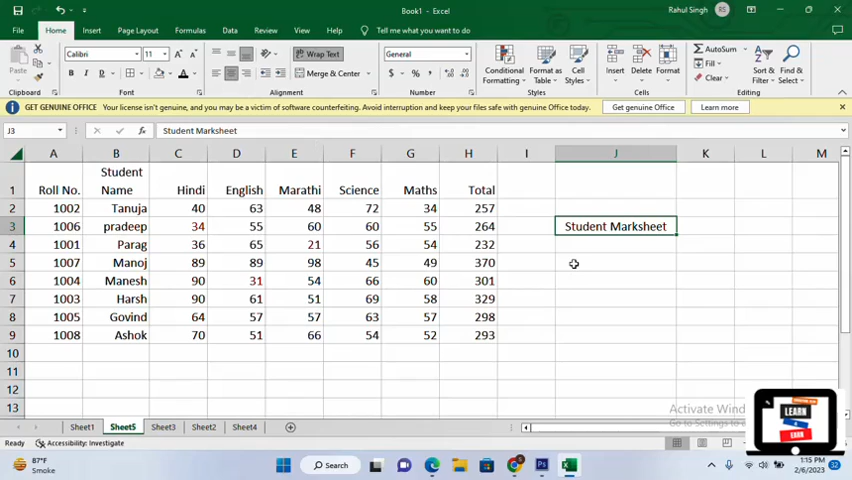 Book1 - Excel
Rahul Singh RS
File Home Insert Page Layout Formulas Data Review View Help Tell me what you want to do
Paste Calibri 11 Wrap Text General AutoSum
Fill
B I U Merge & Center Conditional Formatting Format as Table Cell Styles Insert Delete Format Clear Sort & Filter Find & Select
Clipboard Font Alignment Number Styles Cells Editing
GET GENUINE OFFICE Your license isn't genuine, and you may be a victim of software counterfeiting. Avoid interruption and keep your files safe with genuine Office today. Get genuine Office Learn more
J3 fx Student Marksheet
A B C D E F G H I J K L M
1 Roll No. Student Name Hindi English Marathi Science Maths Total
2 1002 Tanuja 40 63 48 72 34 257
3 1006 pradeep 34 55 60 60 55 264 Student Marksheet
4 1001 Parag 36 65 21 56 54 232
5 1007 Manoj 89 89 98 45 49 370
6 1004 Manesh 90 31 54 66 60 301
7 1003 Harsh 90 61 51 69 58 329
8 1005 Govind 64 57 57 63 57 298
9 1008 Ashok 70 51 66 54 52 293
10
11
12
13
Activate Wind
Go to Settings to a
LEARN
EARN
Sheet1 Sheet5 Sheet3 Sheet2 Sheet4
Ready Accessibility: Investigate
87°F
Smoke
Search
1:15 PM
2/6/2023
32